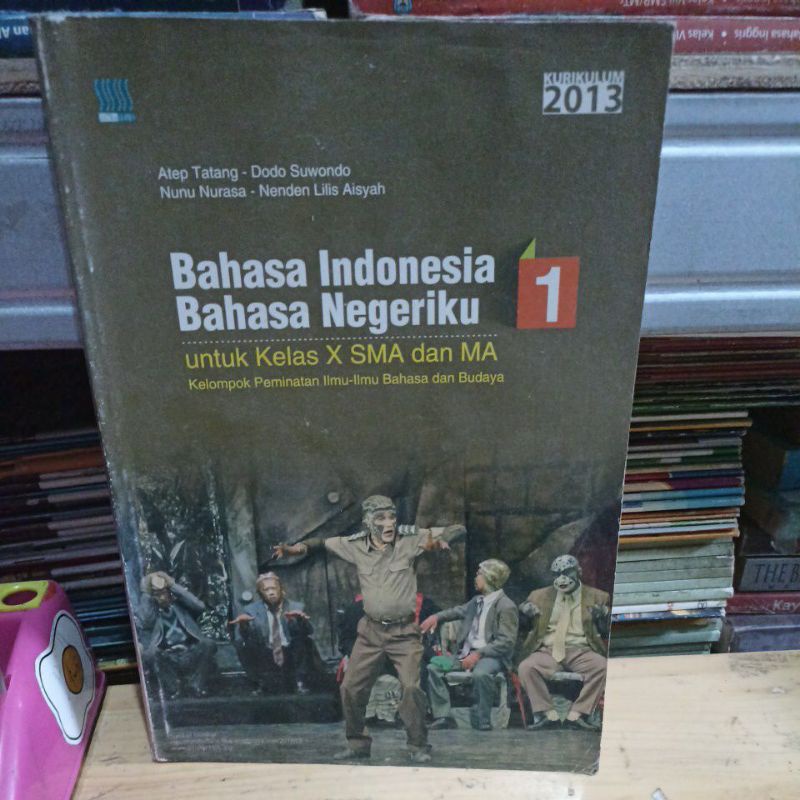 KURIKULUM
2013
Atep Tatang - Dodo Suwondo
Nunu Nurasa - Nenden Lilis Aisyah
Bahasa Indonesia
Bahasa Negeriku
1
untuk Kelas X SMA dan MA
Kelompok Peminatan Ilmu-Ilmu Bahasa dan Budaya
THE B
Kay